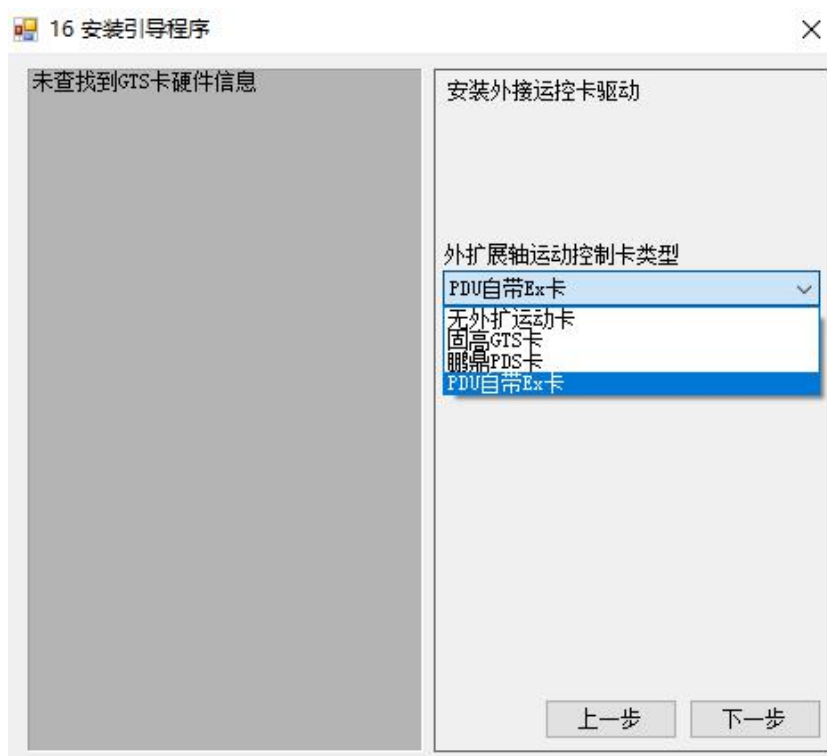 16 安装引导程序
未查找到GTS卡硬件信息
安装外接运控卡驱动
外扩展轴运动控制卡类型
PDU自带Ex卡
无外扩运动卡
固高GTS卡
鹏鼎PDS卡
PDU自带Ex卡
上一步
下一步